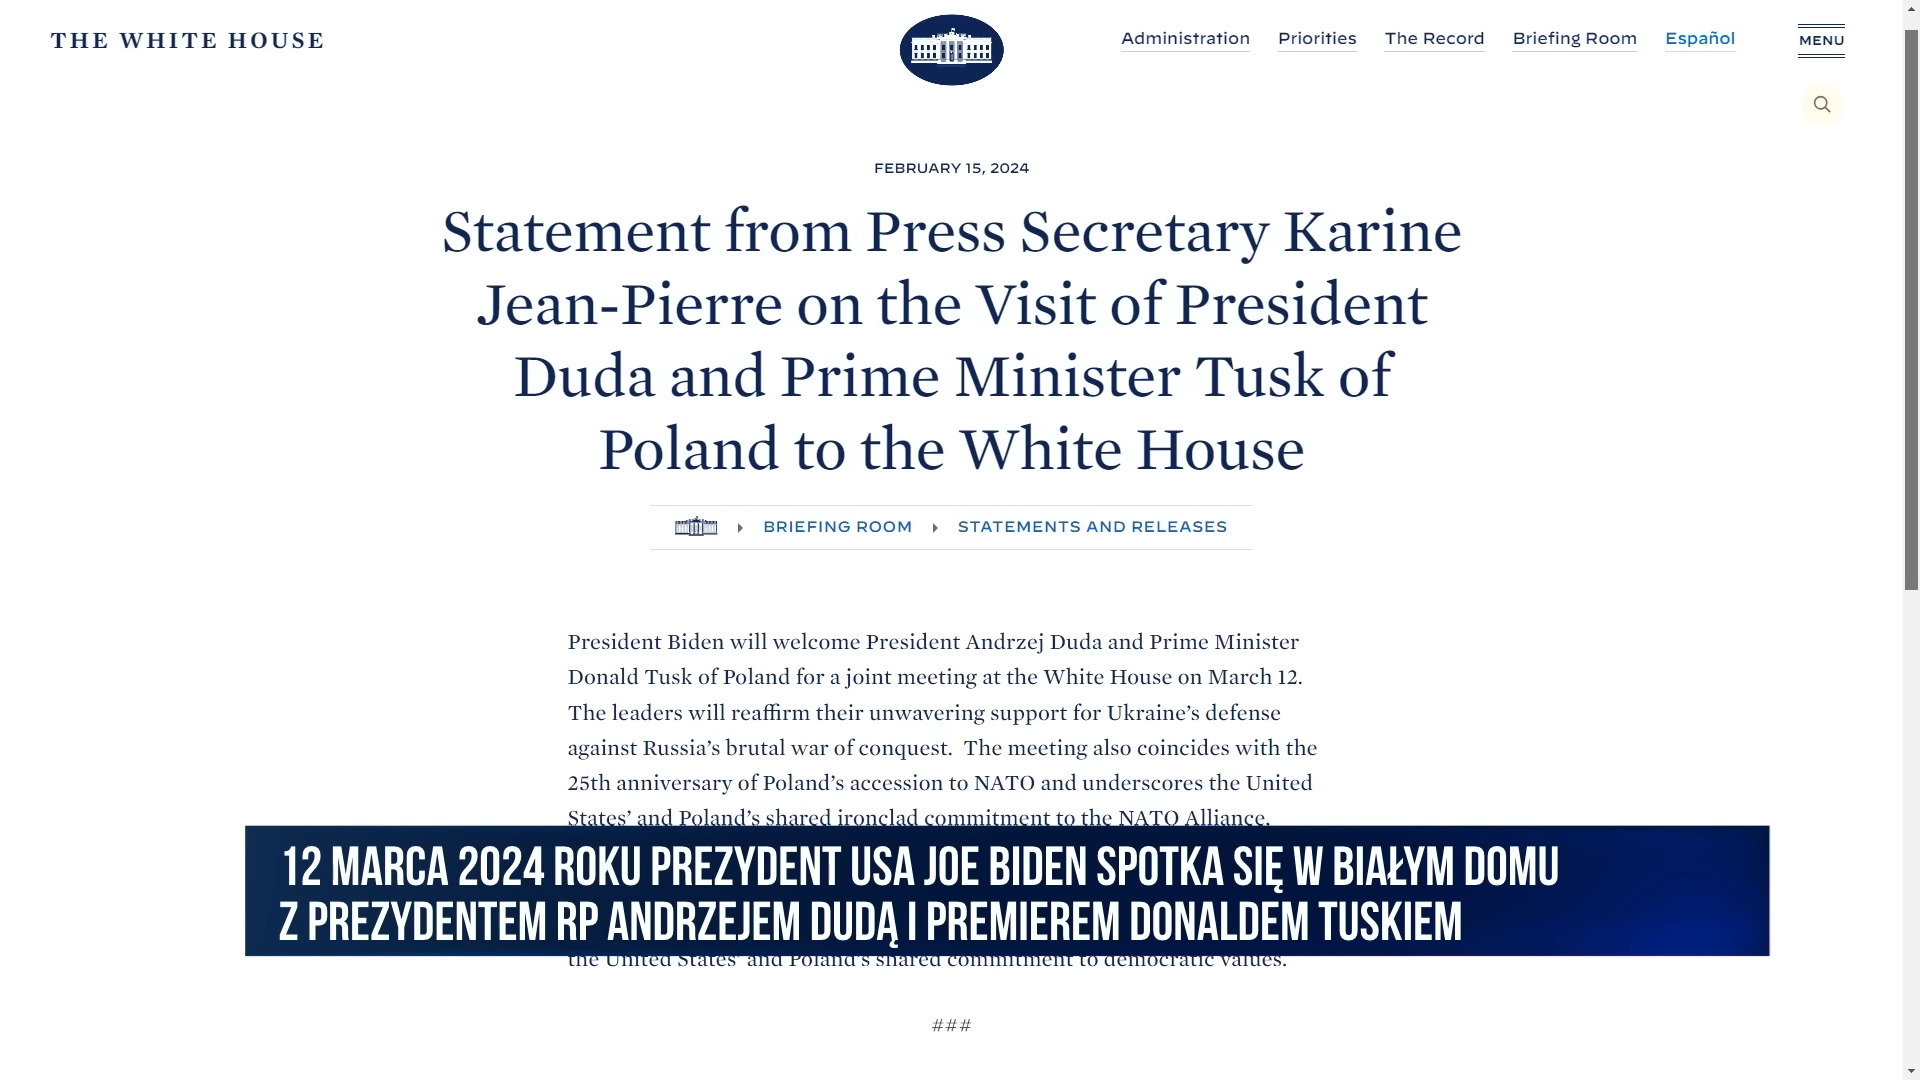 THE WHITE HOUSE
Administration Priorities The Record Briefing Room Español MENU
FEBRUARY 15, 2024
Statement from Press Secretary Karine
Jean-Pierre on the Visit of President
Duda and Prime Minister Tusk of
Poland to the White House
BRIEFING ROOM STATEMENTS AND RELEASES
President Biden will welcome President Andrzej Duda and Prime Minister
Donald Tusk of Poland for a joint meeting at the White House on March 12.
The leaders will reaffirm their unwavering support for Ukraine’s defense
against Russia’s brutal war of conquest.  The meeting also coincides with the
25th anniversary of Poland’s accession to NATO and underscores the United
States’ and Poland’s shared ironclad commitment to the NATO Alliance,
12 MARCA 2024 ROKU PREZYDENT USA JOE BIDEN SPOTKA SIĘ W BIAŁYM DOMU
Z PREZYDENTEM RP ANDRZEJEM DUDĄ I PREMIEREM DONALDEM TUSKIEM
the United States’ and Poland’s shared commitment to democratic values.
###